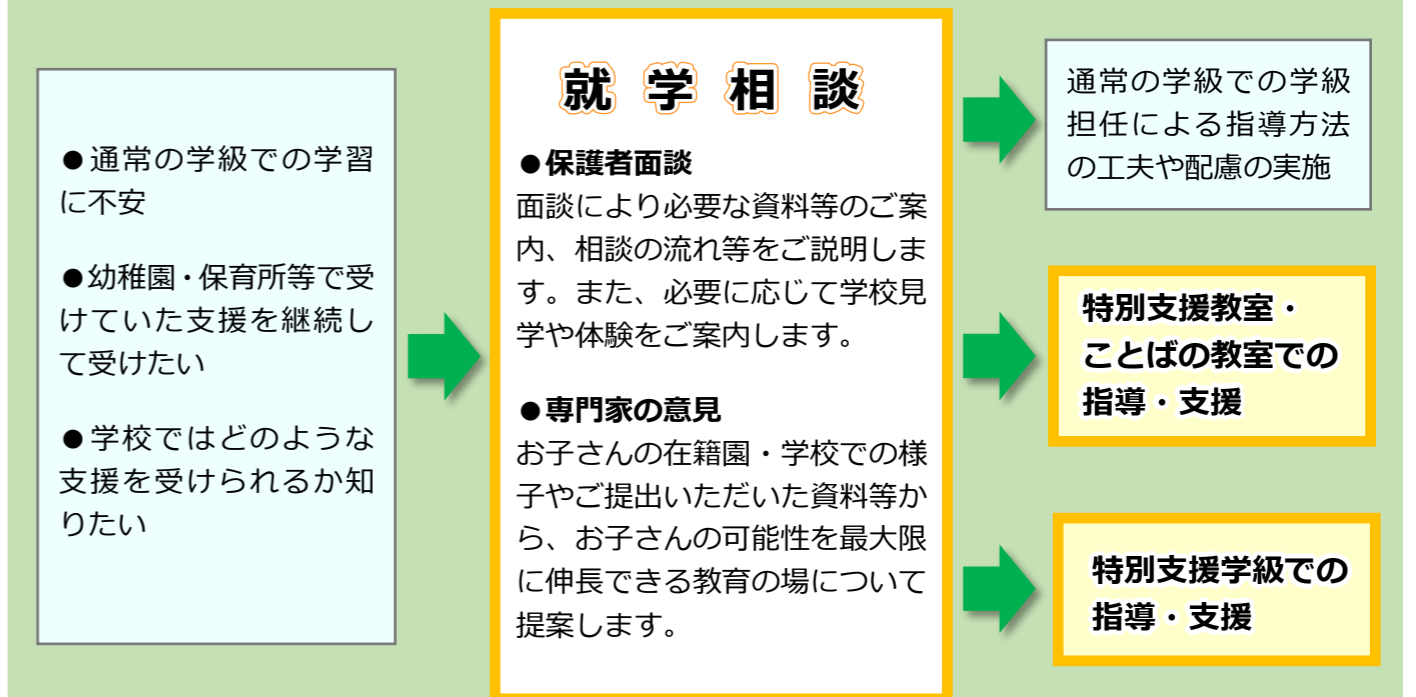 ●通常の学級での学習
に不安
●幼稚園・保育所等で受
けていた支援を継続し
て受けたい
●学校ではどのような
支援を受けられるか知
りたい
就学相談
●保護者面談
面談により必要な資料等のご案
内、相談の流れ等をご説明しま
す。また、必要に応じて学校見
学や体験をご案内します。
●専門家の意見
お子さんの在籍園・学校での様
子やご提出いただいた資料等か
ら、お子さんの可能性を最大限
に伸長できる教育の場について
提案します。
通常の学級での学級
担任による指導方法
の工夫や配慮の実施
特別支援教室・
ことばの教室での
指導・支援
特別支援学級での
指導・支援